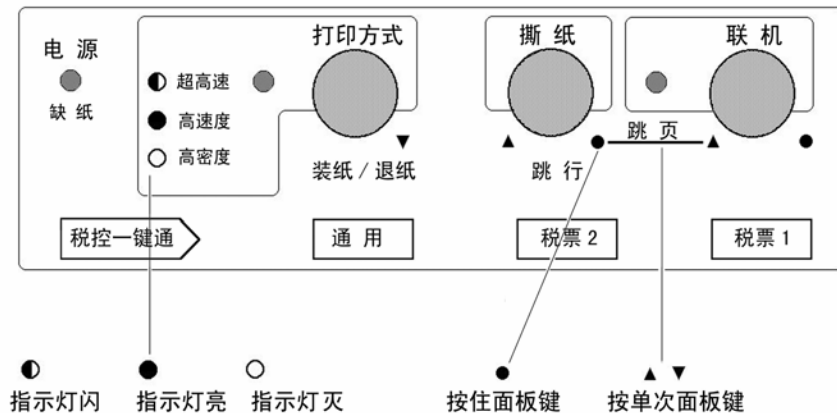 电 源
缺 纸
◐ 超高速
● 高速度
○ 高密度
打印方式
▼
装纸 / 退纸
撕 纸
▲ ●
跳 行
跳 页
联 机
▲ ●
税控一键通
通 用
税票 2
税票 1
◐ ● ○ ● ▲ ▼
指示灯闪 指示灯亮 指示灯灭 按住面板键 按单次面板键